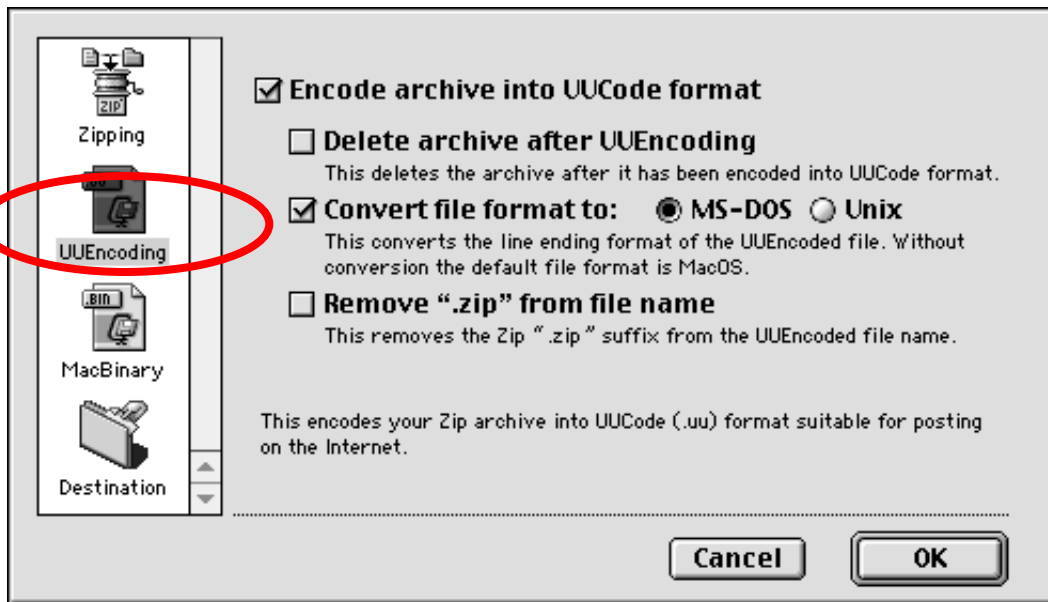 ZIP
Zipping
.uu
UUEncoding
.BIN
MacBinary
Destination
Encode archive into UUCode format
Delete archive after UUEncoding
This deletes the archive after it has been encoded into UUCode format.
Convert file format to: MS-DOS Unix
This converts the line ending format of the UUEncoded file. Without
conversion the default file format is MacOS.
Remove “.zip” from file name
This removes the Zip “.zip” suffix from the UUEncoded file name.
This encodes your Zip archive into UUCode (.uu) format suitable for posting
on the Internet.
Cancel OK